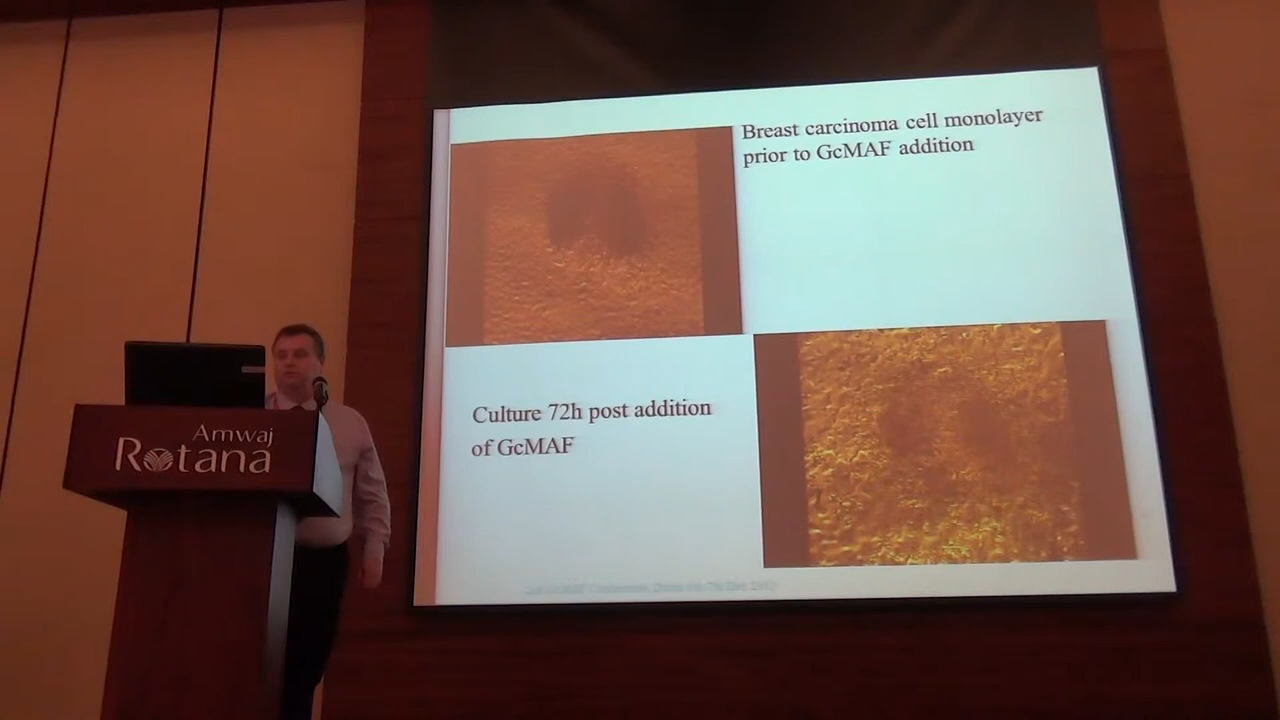 Breast carcinoma cell monolayer
prior to GcMAF addition
Culture 72h post addition
of GcMAF
Amwaj
Rotana